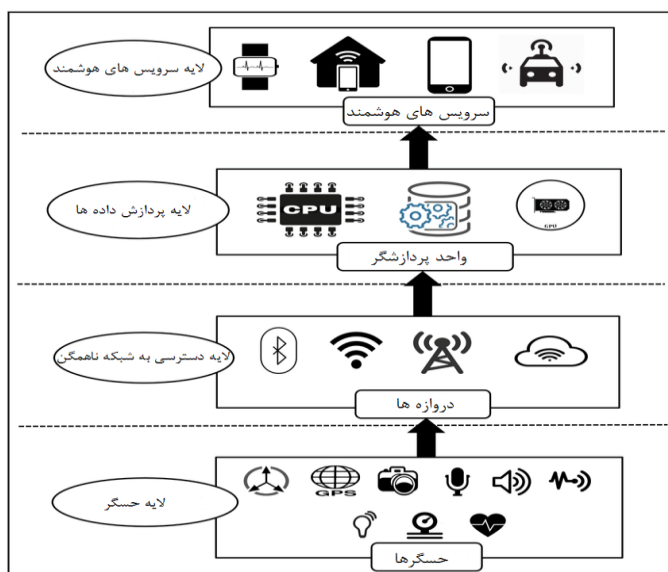 لایه سرویس های هوشمند
سرویس های هوشمند
لایه پردازش داده ها
CPU
GPU
واحد پردازشگر
لایه دسترسی به شبکه ناهمگن
دروازه ها
لایه حسگر
GPS
حسگرها